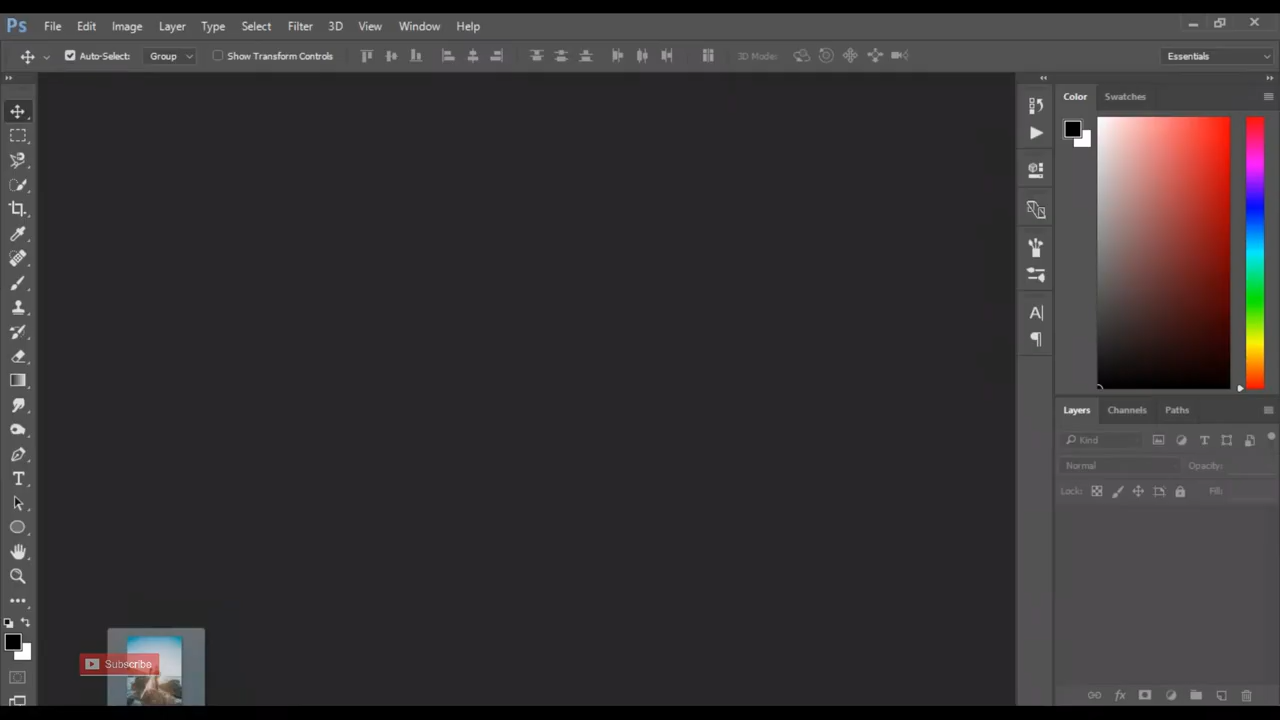 Ps File Edit Image Layer Type Select Filter 3D View Window Help
Auto-Select: Group Show Transform Controls 3D Mode: Essentials
Color Swatches
Layers Channels Paths
Kind
Normal Opacity:
Lock: Fill:
Subscribe